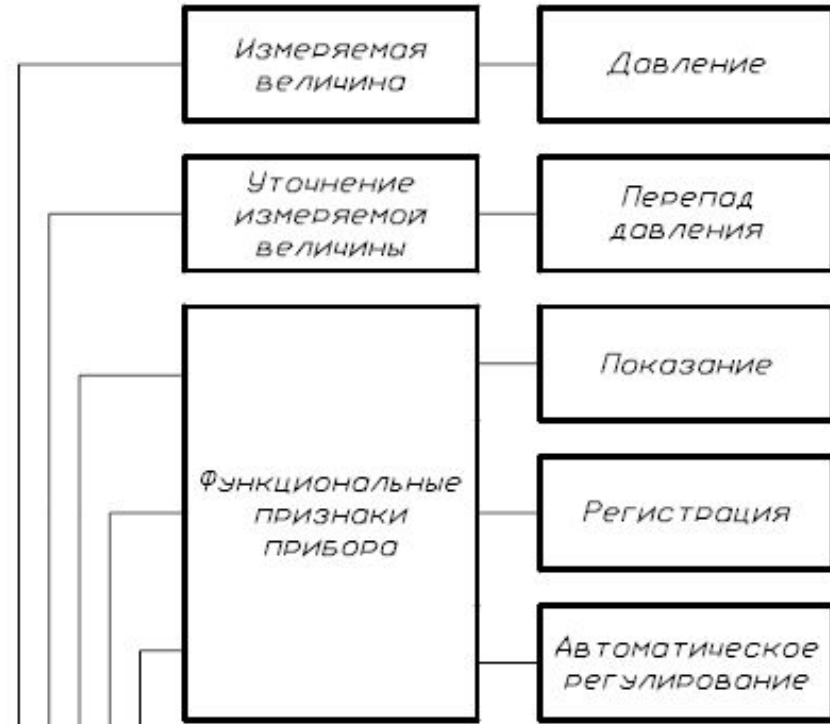 Измеряемая
величина
Давление
Уточнение
измеряемой
величины
Перепад
давления
Функциональные
признаки
прибора
Показание
Регистрация
Автоматическое
регулирование